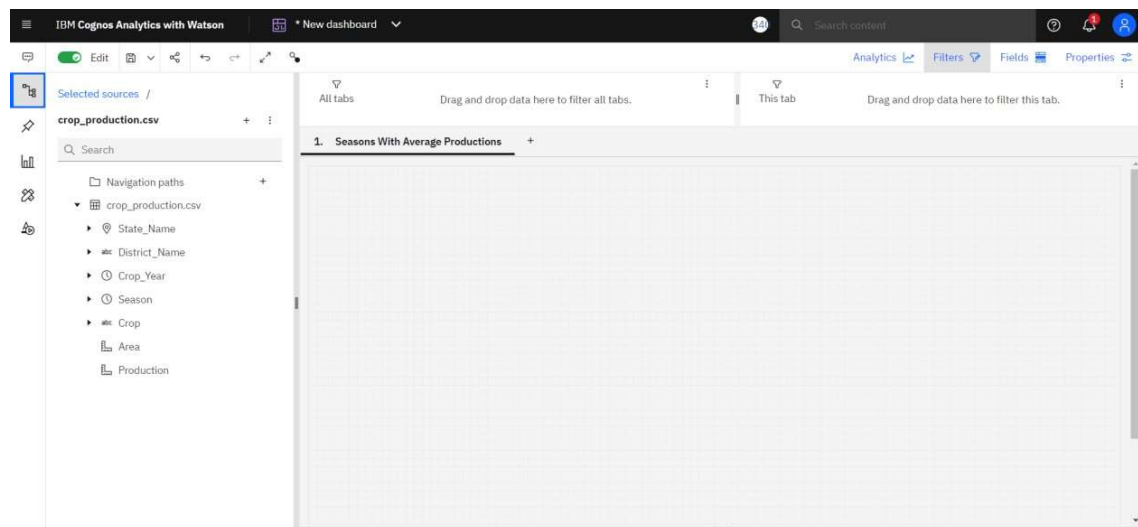 IBM Cognos Analytics with Watson
* New dashboard
Search content
1
Edit
Analytics
Filters
Fields
Properties
Selected sources /
crop_production.csv
Search
Navigation paths
crop_production.csv
State_Name
abc District_Name
Crop_Year
Season
abc Crop
Area
Production
All tabs
Drag and drop data here to filter all tabs.
This tab
Drag and drop data here to filter this tab.
1. Seasons With Average Productions